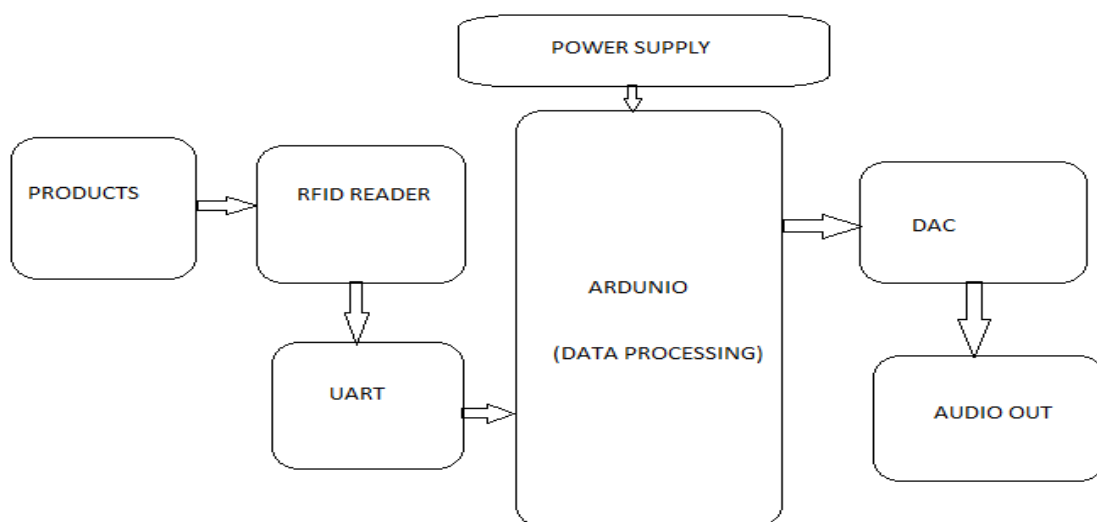 POWER SUPPLY
PRODUCTS
RFID READER
DAC
ARDUNIO
(DATA PROCESSING)
UART
AUDIO OUT